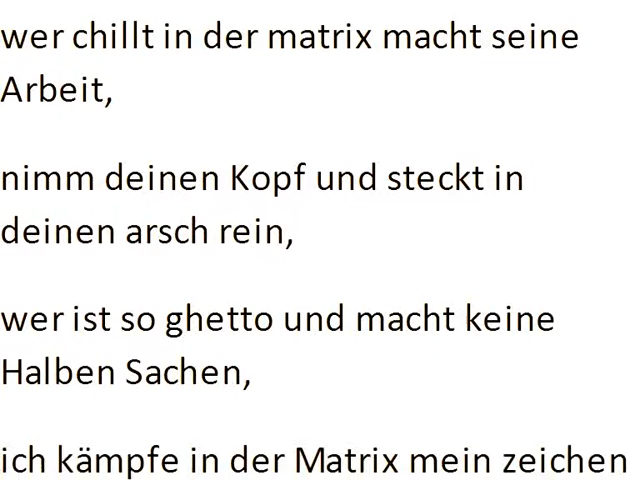 wer chillt in der matrix macht seine
Arbeit,
nimm deinen Kopf und steckt in
deinen arsch rein,
wer ist so ghetto und macht keine
Halben Sachen,
ich kämpfe in der Matrix mein zeichen